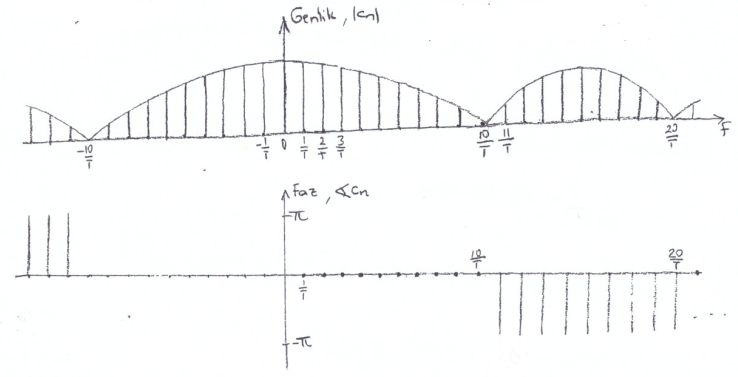 Genlik, |cn|
-10/T -1/T 0 1/T 2/T 3/T 10/T 11/T 20/T F
Faz, ∢cn
π
10/T 20/T
1/T
...
-π